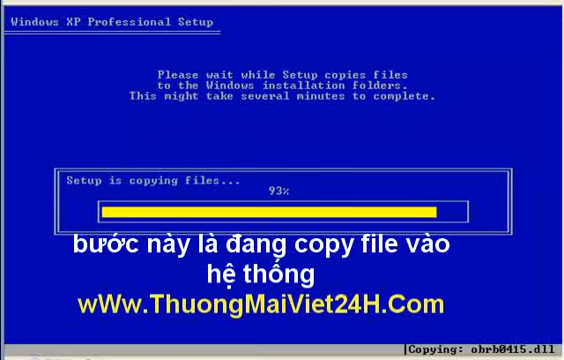 Windows XP Professional Setup
Please wait while Setup copies files
to the Windows installation folders.
This might take several minutes to complete.
Setup is copying files...
93%
bước này là đang copy file vào
hệ thống
wWw.ThuongMaiViet24H.Com
Copying: obrb0415.dll